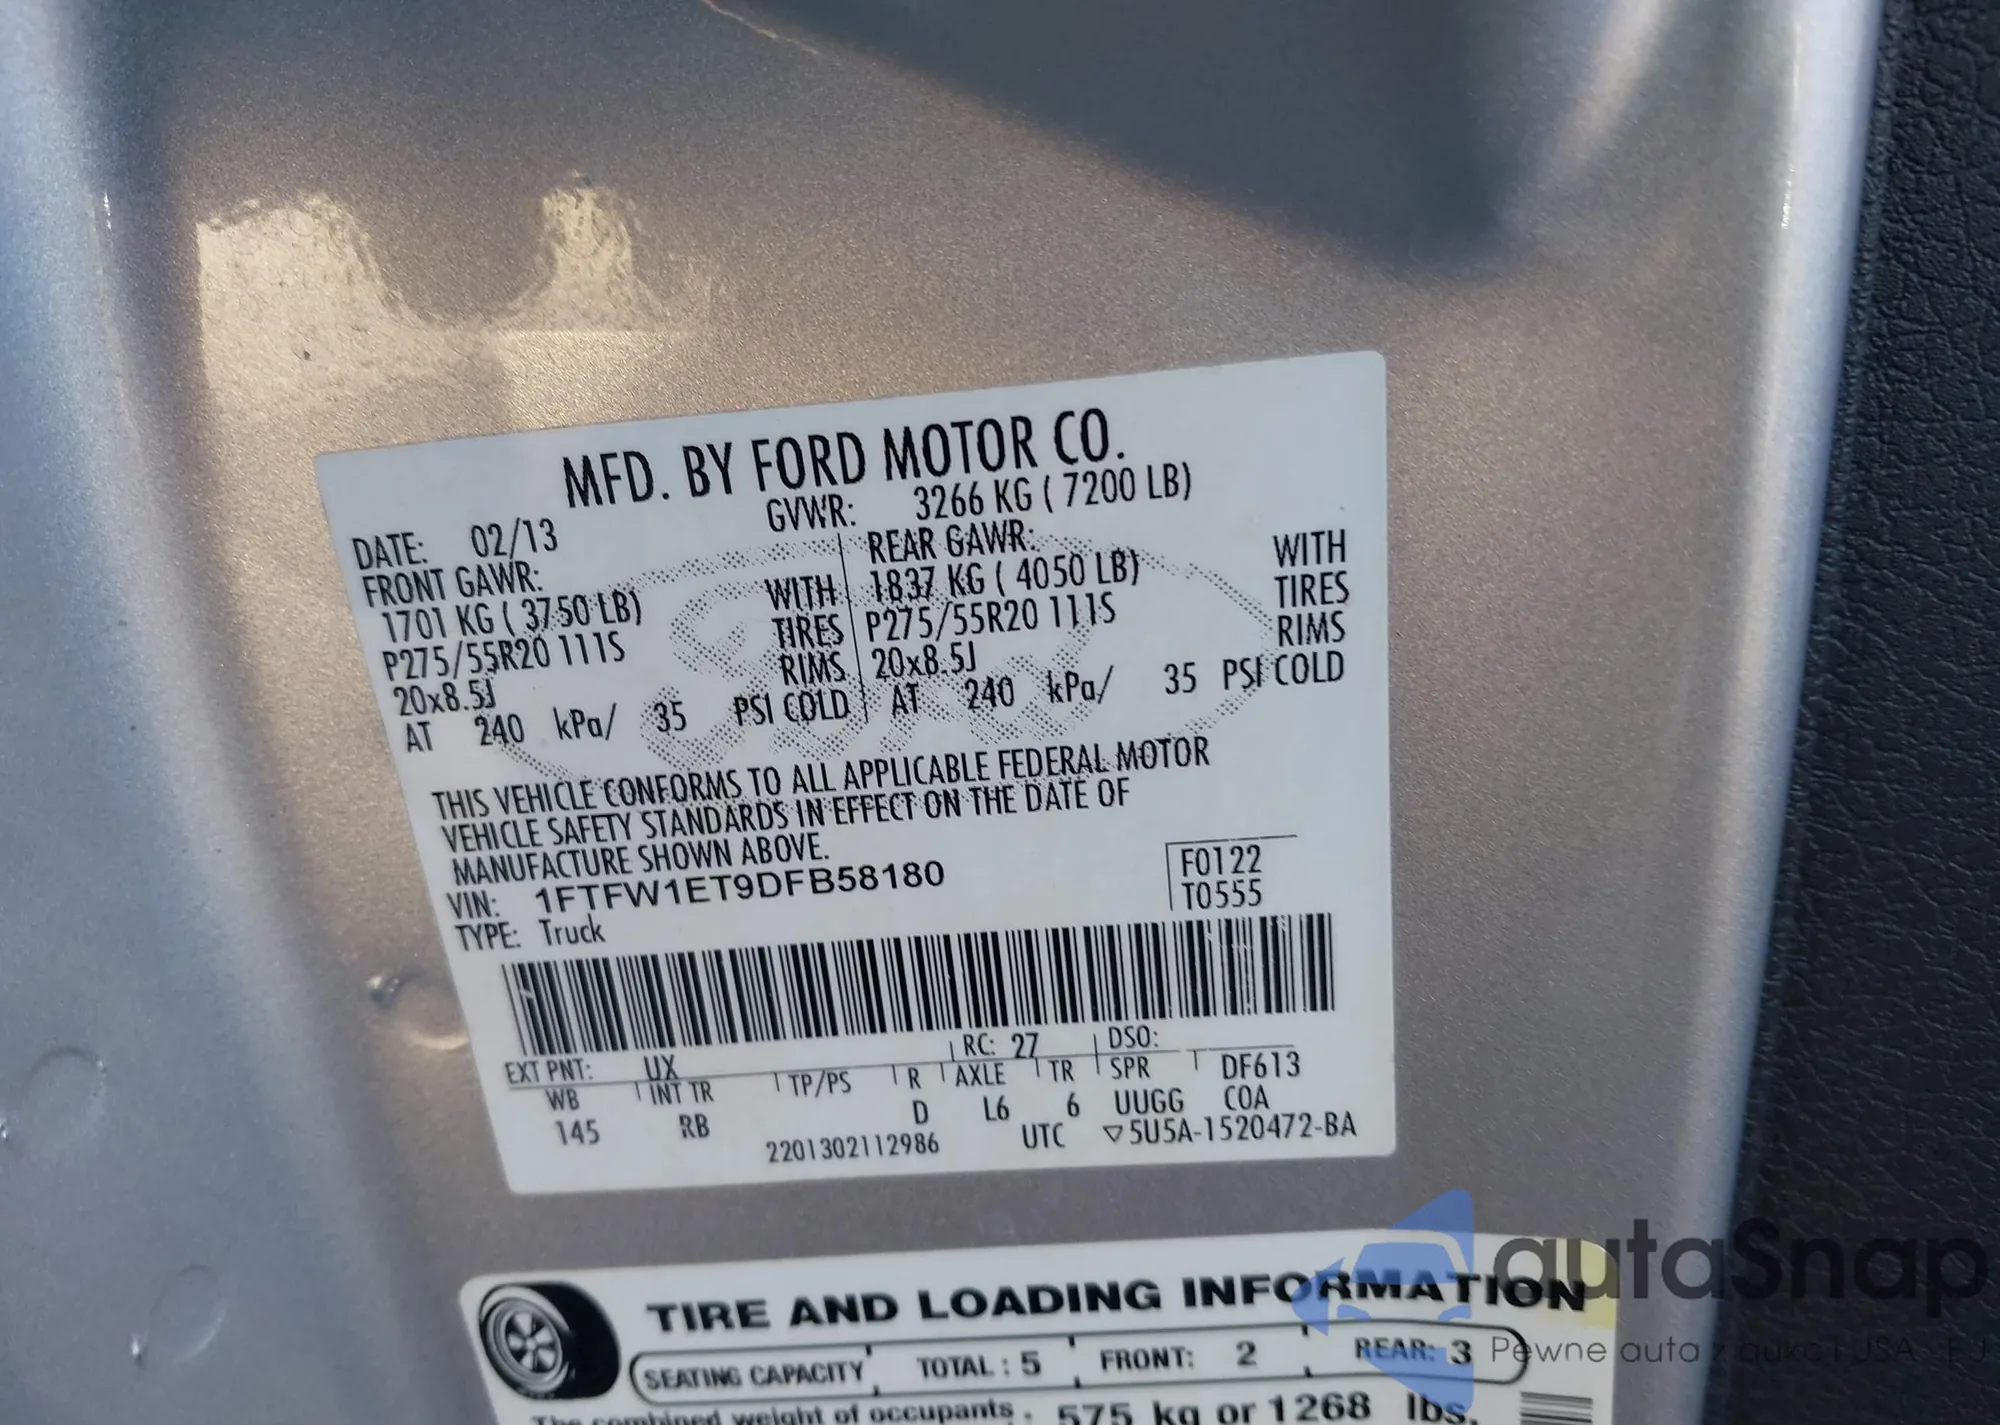 MFD. BY FORD MOTOR CO.
DATE: 02/13 GVWR: 3266 KG ( 7200 LB)
FRONT GAWR: REAR GAWR:
1701 KG ( 3750 LB) WITH 1837 KG ( 4050 LB) WITH
P275/55R20 111S TIRES P275/55R20 111S TIRES
20x8.5J RIMS 20x8.5J RIMS
AT 240 kPa/ 35 PSI COLD AT 240 kPa/ 35 PSI COLD
THIS VEHICLE CONFORMS TO ALL APPLICABLE FEDERAL MOTOR
VEHICLE SAFETY STANDARDS IN EFFECT ON THE DATE OF
MANUFACTURE SHOWN ABOVE.
VIN: 1FTFW1ET9DFB58180 F0122
TYPE: Truck T0555
EXT PNT: UX RC: 27 DSO:
WB INT TR TP/PS R AXLE TR SPR DF613
145 RB D L6 6 UUGG COA
2201302112986 UTC ▽5U5A-1520472-BA
TIRE AND LOADING INFORMATION
SEATING CAPACITY TOTAL : 5 FRONT: 2 REAR: 3
The combined weight of occupants 575 kg or 1268 lbs.
autaSnap
Pewne auta z aukcji USA